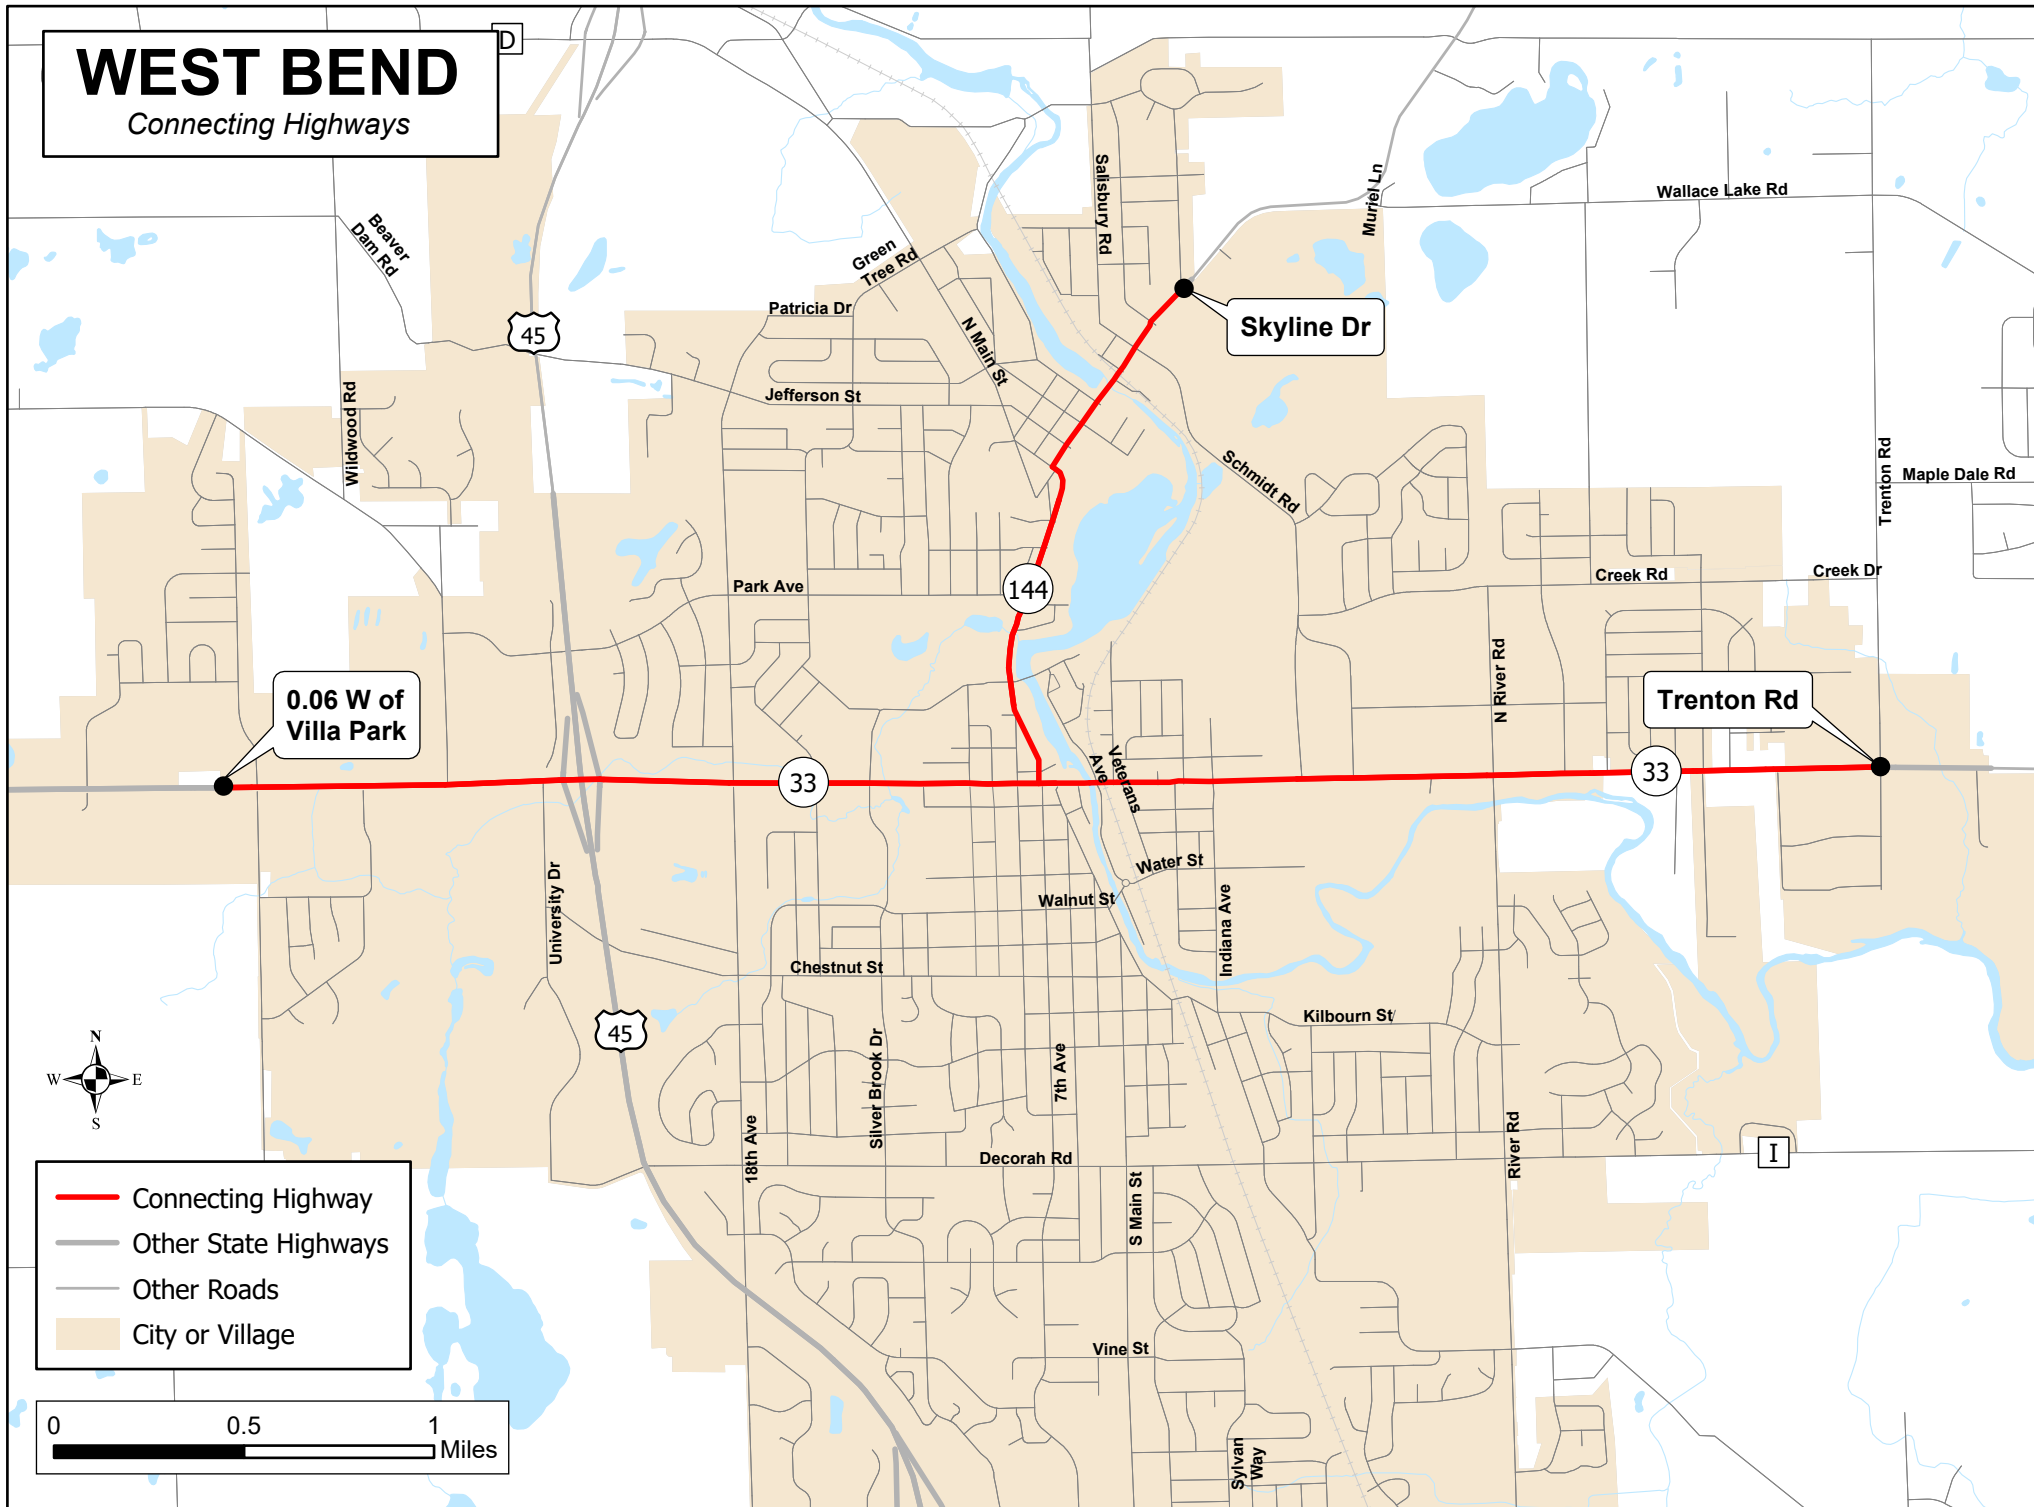 WEST BEND
Connecting Highways
D
Beaver
Dam Rd
Salisbury Rd
Muriel Ln
Wallace Lake Rd
Green
Tree Rd
Patricia Dr
45
N Main St
Skyline Dr
Jefferson St
Wildwood Rd
Schmidt Rd
Trenton Rd
Maple Dale Rd
Park Ave
144
Creek Rd
Creek Dr
N River Rd
0.06 W of
Villa Park
Trenton Rd
33
Veterans
Ave
33
University Dr
Water St
Walnut St
Indiana Ave
Chestnut St
45
Kilbourn St
Silver Brook Dr
7th Ave
N
W
E
S
18th Ave
Decorah Rd
River Rd
I
S Main St
Connecting Highway
Other State Highways
Other Roads
City or Village
Vine St
Sylvan
Way
0 0.5 1
Miles